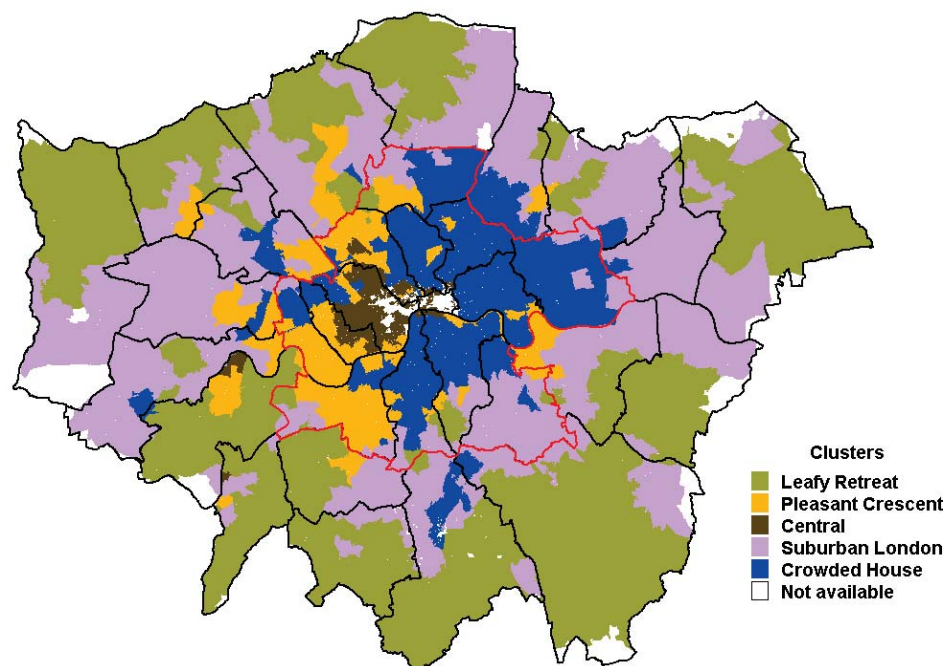 Clusters
Leafy Retreat
Pleasant Crescent
Central
Suburban London
Crowded House
Not available